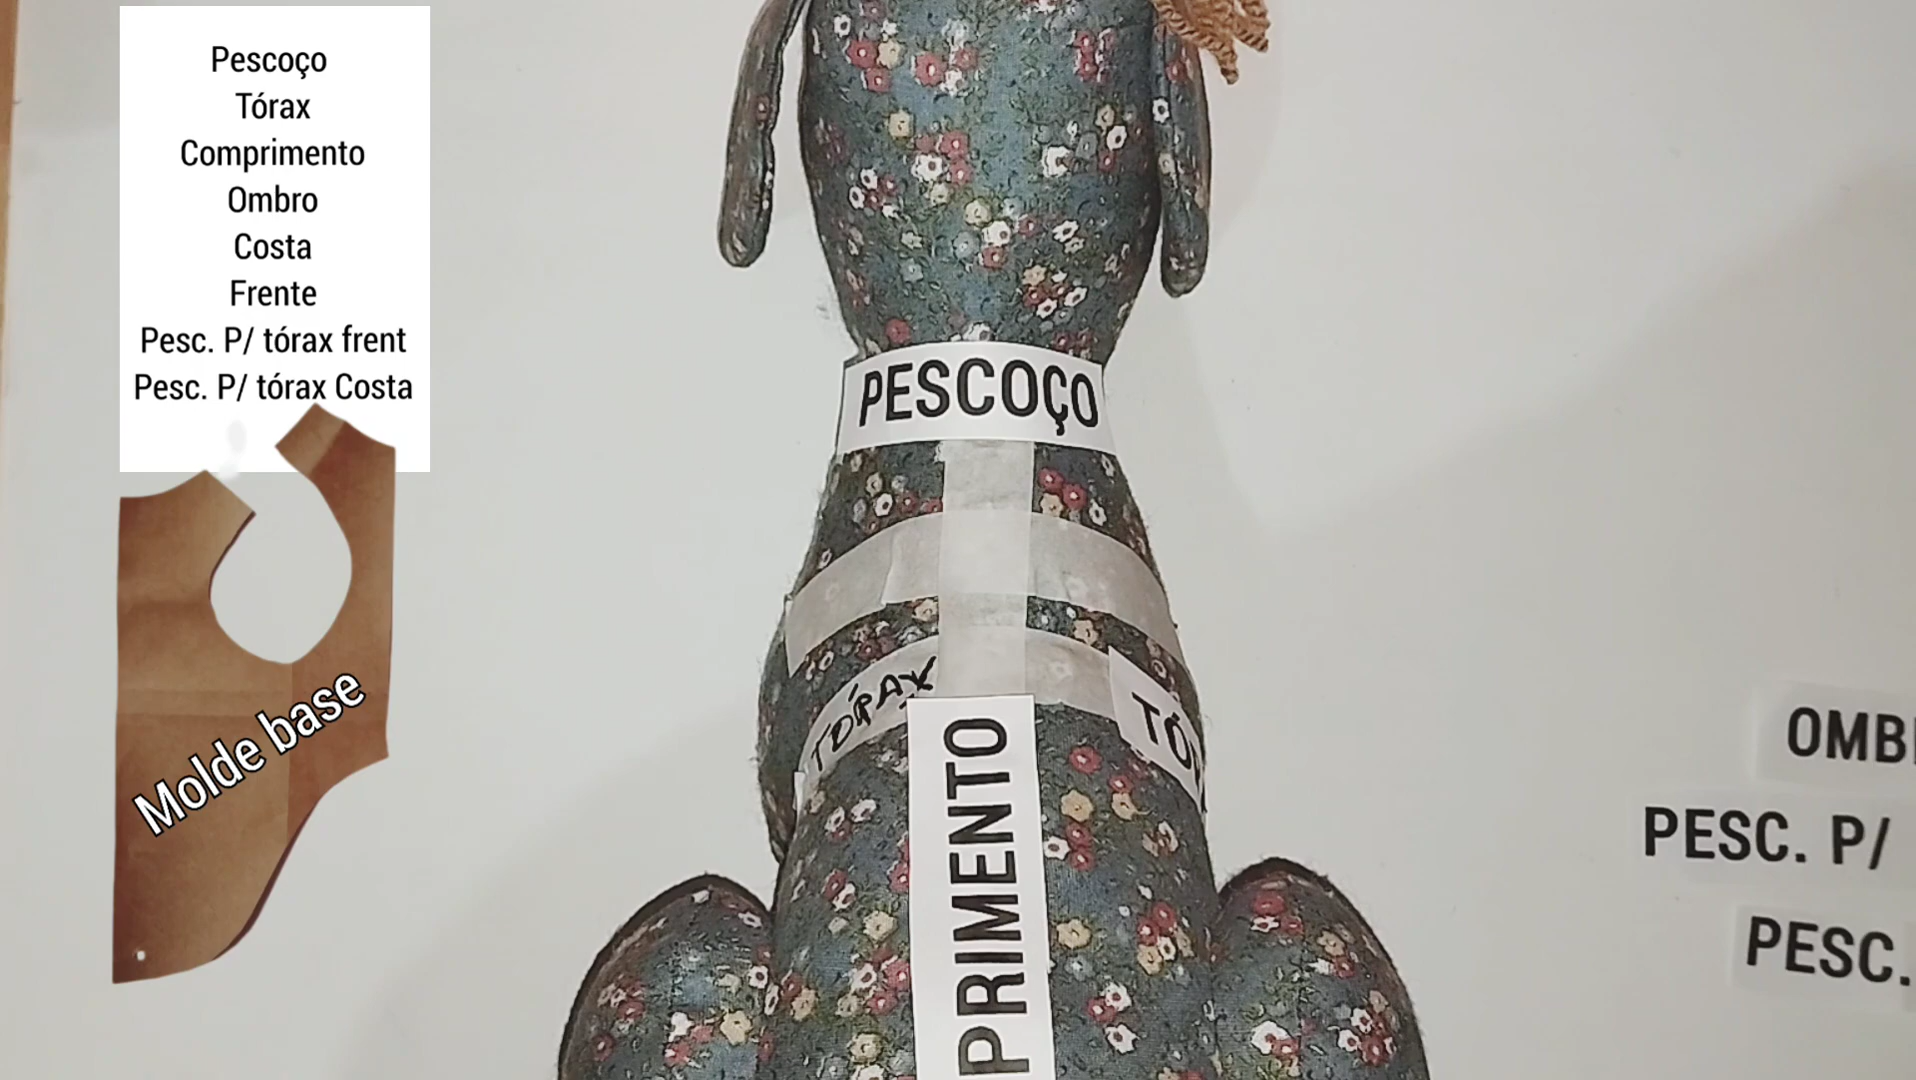 Pescoço
Tórax
Comprimento
Ombro
Costa
Frente
Pesc. P/ tórax frent
Pesc. P/ tórax Costa
Molde base
PESCOÇO
TÓRAX
TÓR
PRIMENTO
OMB
PESC. P/
PESC.